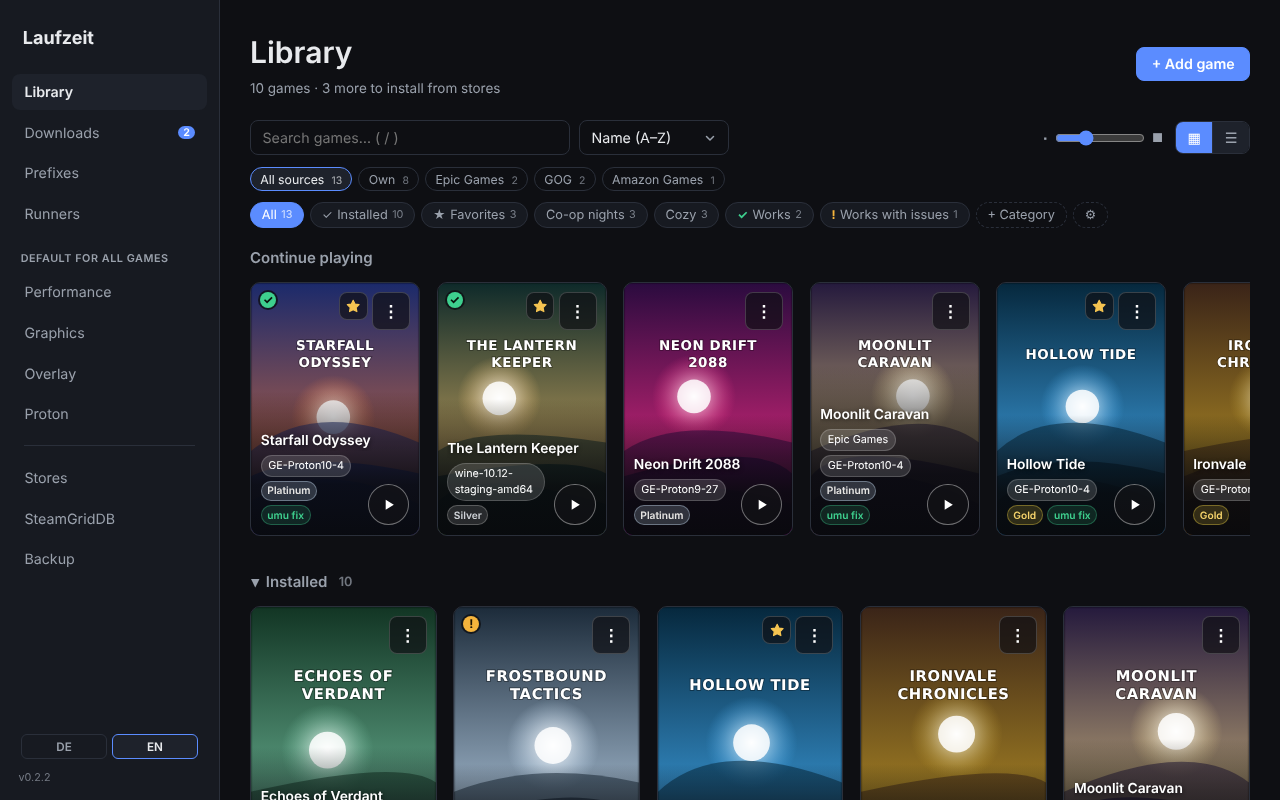 Laufzeit
Library
Downloads 2
Prefixes
Runners
DEFAULT FOR ALL GAMES
Performance
Graphics
Overlay
Proton
Stores
SteamGridDB
Backup
DE EN
v0.2.2
Library
10 games · 3 more to install from stores
+ Add game
Search games... ( / )
Name (A–Z)
All sources 13 Own 8 Epic Games 2 GOG 2 Amazon Games 1
All 13 ✓ Installed 10 ★ Favorites 3 Co-op nights 3 Cozy 3 ✓ Works 2 ! Works with issues 1 + Category ⚙
Continue playing
STARFALL
ODYSSEY
Starfall Odyssey
GE-Proton10-4
Platinum
umu fix
THE LANTERN
KEEPER
The Lantern Keeper
wine-10.12-
staging-amd64
Silver
NEON DRIFT
2088
Neon Drift 2088
GE-Proton9-27
Platinum
MOONLIT
CARAVAN
Moonlit Caravan
Epic Games
GE-Proton10-4
Platinum
umu fix
HOLLOW TIDE
Hollow Tide
GE-Proton10-4
Gold umu fix
IRO
CHR
Ironvale
GE-Proton
Gold
▼ Installed 10
ECHOES OF
VERDANT
Echoes of Verdant
!
FROSTBOUND
TACTICS
HOLLOW TIDE
IRONVALE
CHRONICLES
MOONLIT
CARAVAN
Moonlit Caravan